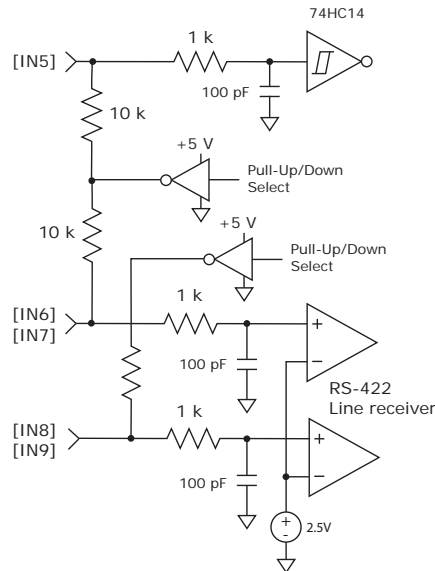 74HC14
1 k
[IN5]
100 pF
10 k
+5 V
Pull-Up/Down
Select
+5 V
10 k
Pull-Up/Down
Select
1 k
[IN6]
[IN7]
+
100 pF
-
RS-422
Line receiver
1 k
[IN8]
[IN9]
+
100 pF
-
+
-
2.5V